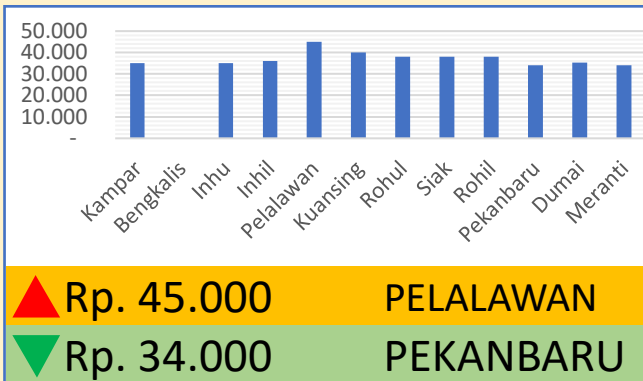 50.000
40.000
30.000
20.000
10.000
-
Kampar
Bengkalis
Inhu
Inhil
Pelalawan
Kuansing
Rohul
Siak
Rohil
Pekanbaru
Dumai
Meranti
Rp. 45.000 PELALAWAN
Rp. 34.000 PEKANBARU